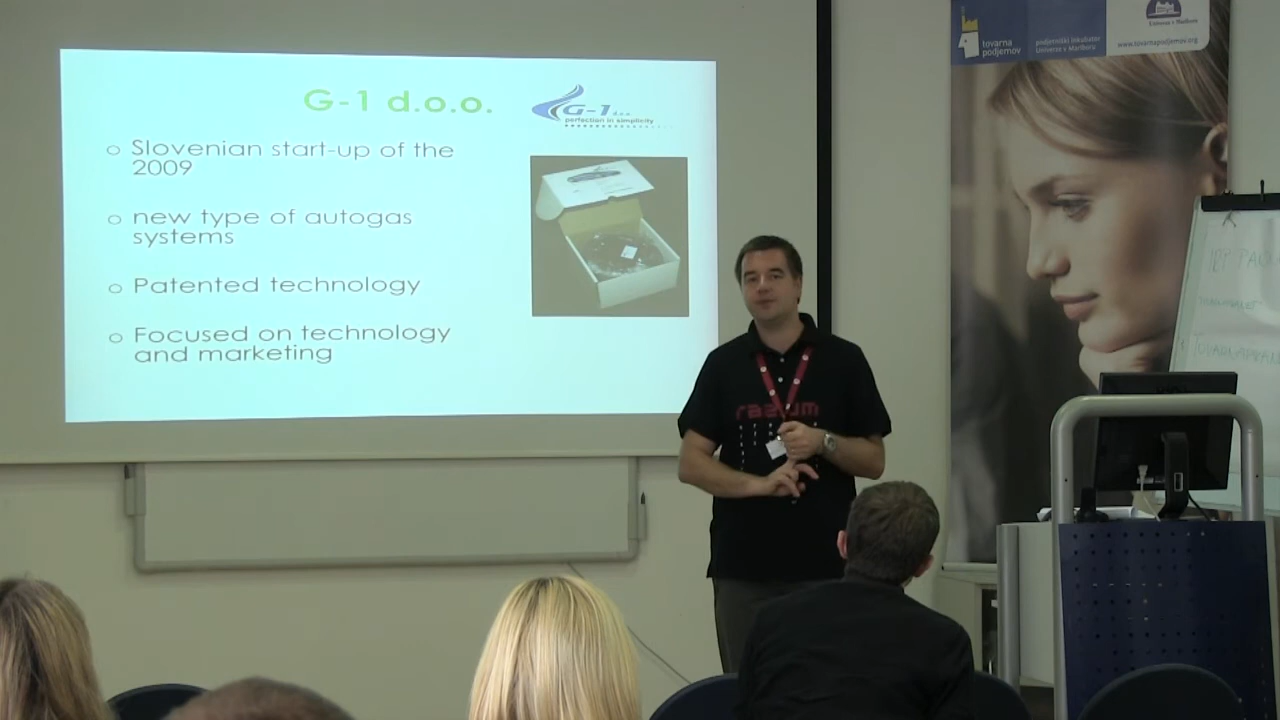 G-1 d.o.o.
G-1 d.o.o.
perfection in simplicity
o Slovenian start-up of the
2009
o new type of autogas
systems
o Patented technology
o Focused on technology
and marketing
tovarna
podjemov
podjetniški inkubator
Univerze v Mariboru
Univerza v Mariboru
www.tovarnapodjemov.org